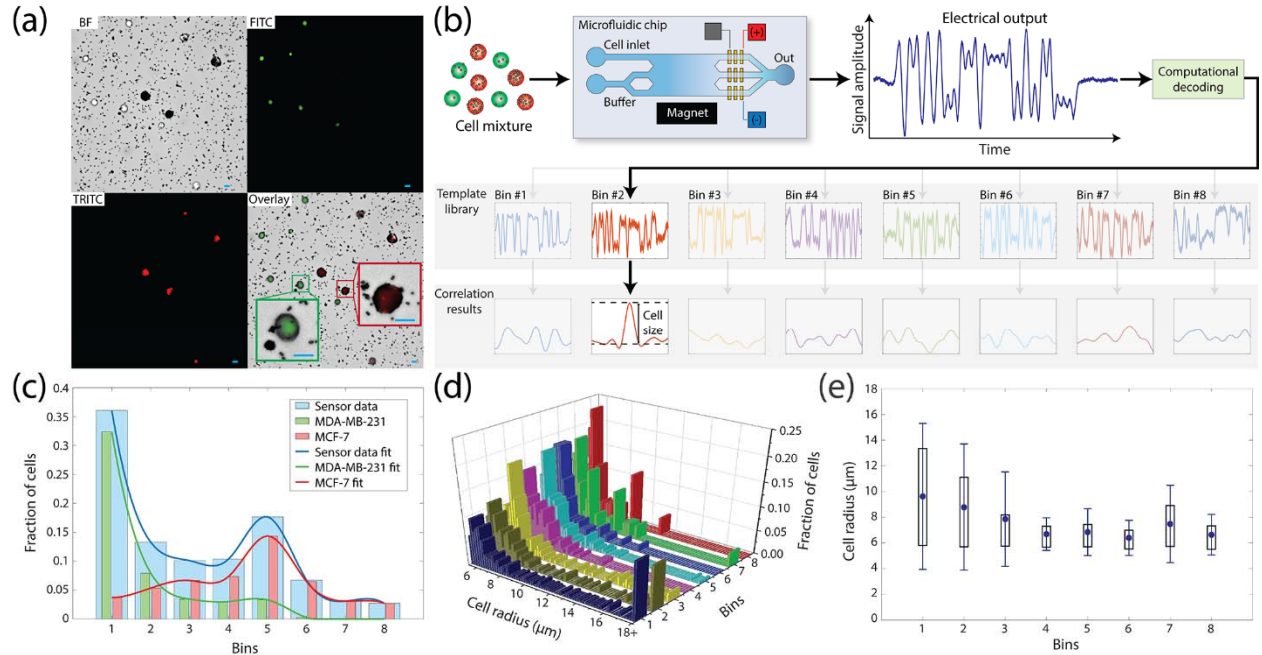 (a)
BF
FITC
TRITC
Overlay
(b)
Cell mixture
Microfluidic chip
Cell inlet
Buffer
Magnet
(+)
(-)
Out
Electrical output
Signal amplitude
Time
Computational
decoding
Template
library
Bin #1 Bin #2 Bin #3 Bin #4 Bin #5 Bin #6 Bin #7 Bin #8
Correlation
results
Cell
size
(c)
0.4
0.35
0.3
0.25
0.2
0.15
0.1
0.05
0
Fraction of cells
Sensor data
MDA-MB-231
MCF-7
Sensor data fit
MDA-MB-231 fit
MCF-7 fit
1 2 3 4 5 6 7 8
Bins
(d)
0.25
0.20
0.15
0.10
0.05
0.00
Fraction of cells
6 8 10 12 14 16 18+
Cell radius (μm)
1 2 3 4 5 6 7 8
Bins
(e)
18
16
14
12
10
8
6
4
2
0
Cell radius (μm)
1 2 3 4 5 6 7 8
Bins